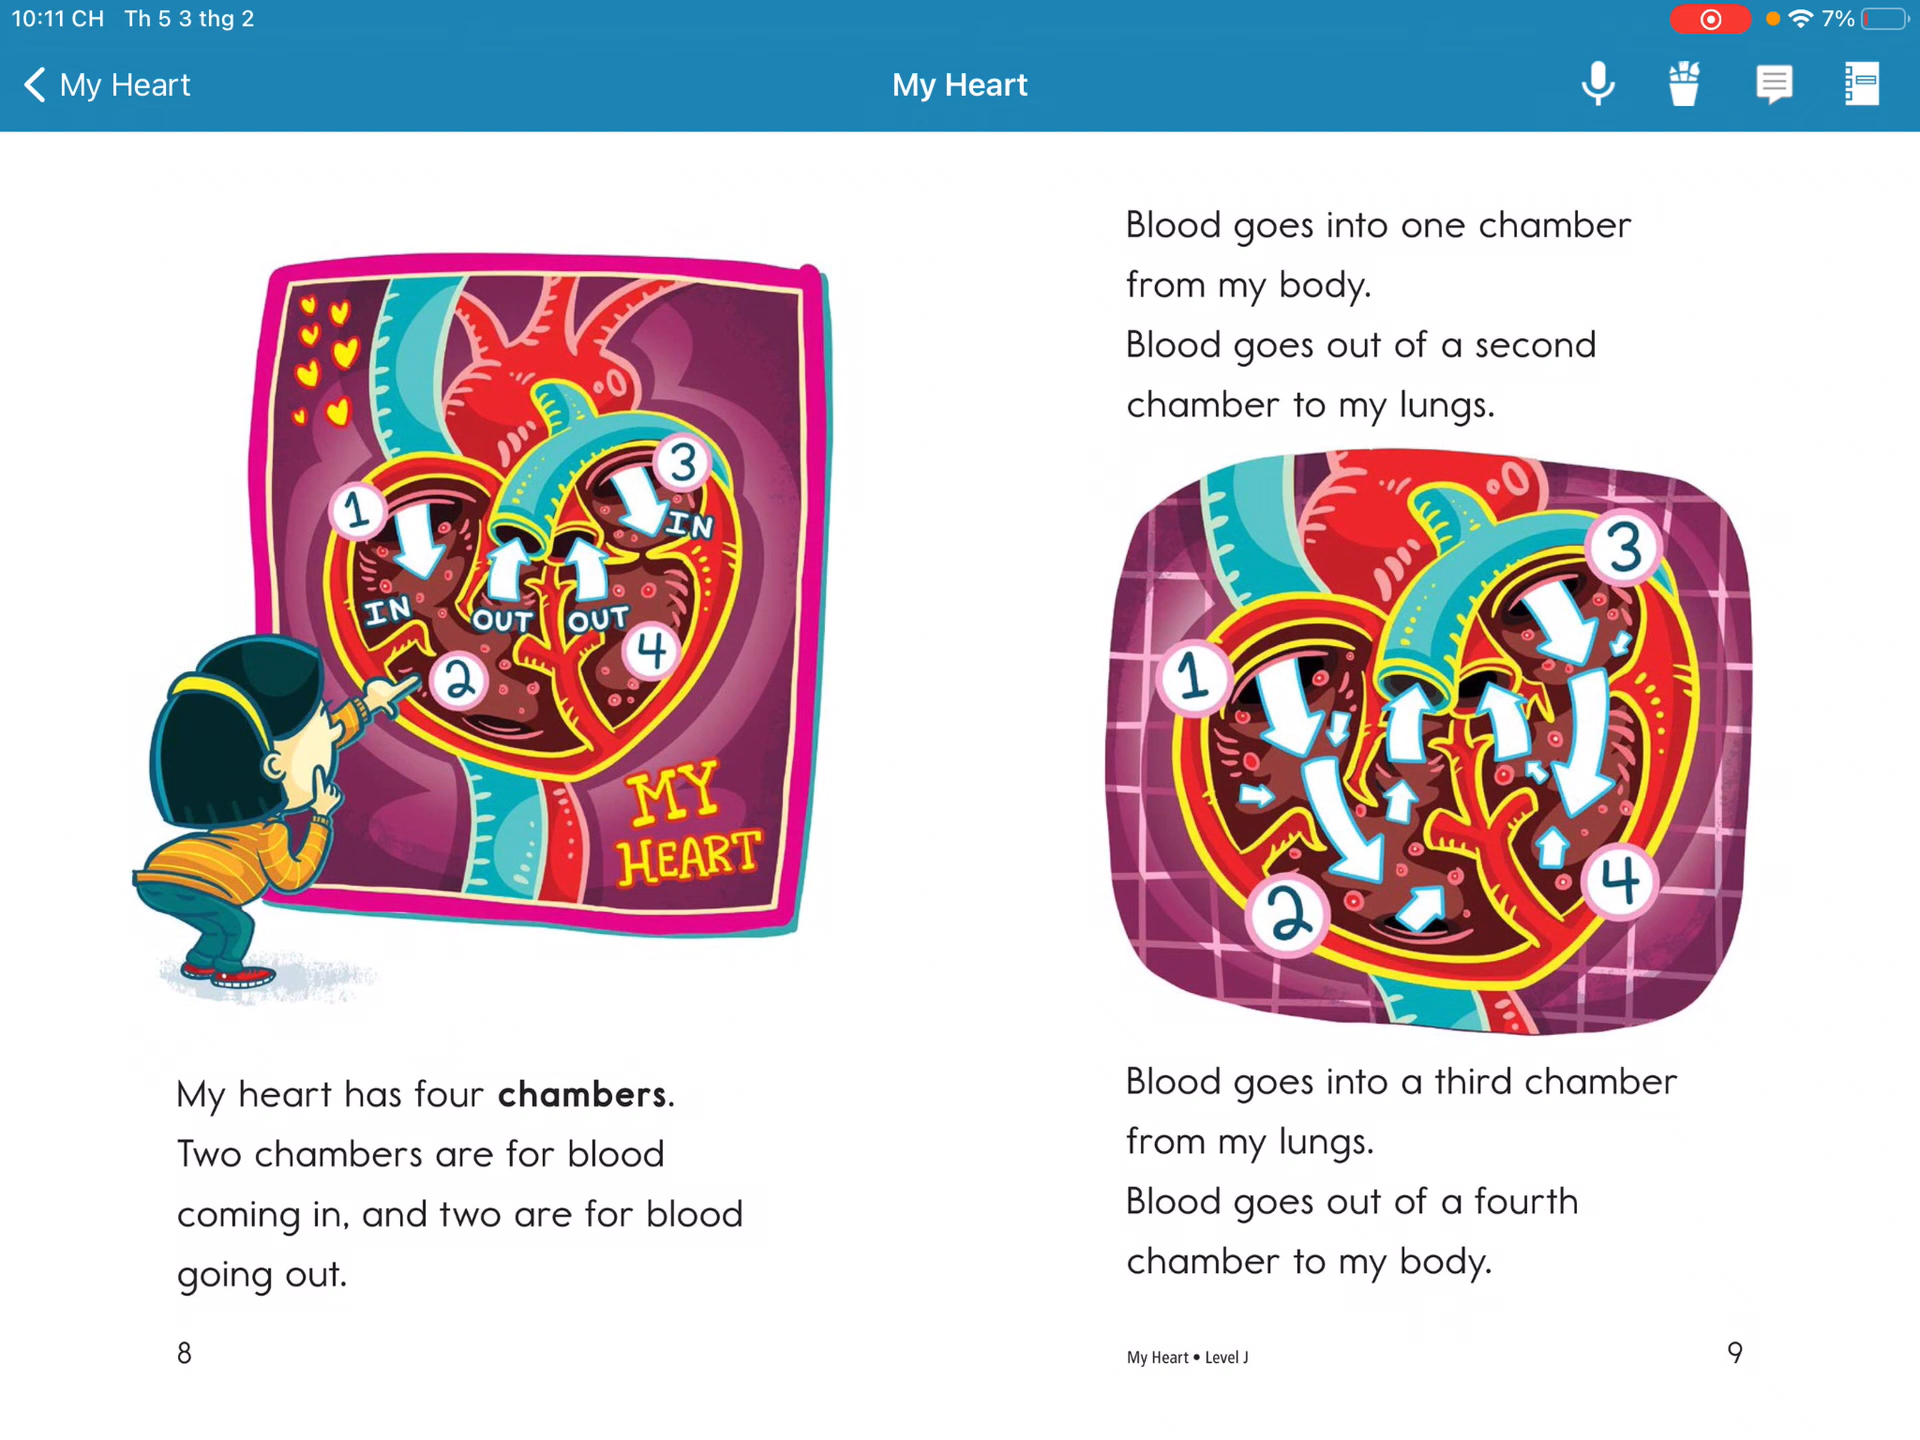 10:11 CH Th 5 3 thg 2
7%
My Heart
My Heart
1
IN
2
OUT
OUT
3
IN
4
MY
HEART
My heart has four chambers.
Two chambers are for blood
coming in, and two are for blood
going out.
8
Blood goes into one chamber
from my body.
Blood goes out of a second
chamber to my lungs.
1
2
3
4
Blood goes into a third chamber
from my lungs.
Blood goes out of a fourth
chamber to my body.
My Heart • Level J
9